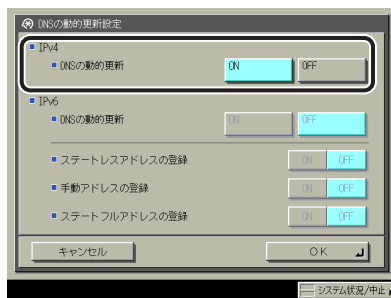 DNSの動的更新設定
IPv4
DNSの動的更新 ON OFF
IPv6
DNSの動的更新 ON OFF
ステートレスアドレスの登録 ON OFF
手動アドレスの登録 ON OFF
ステートフルアドレスの登録 ON OFF
キャンセル OK
システム状況/中止